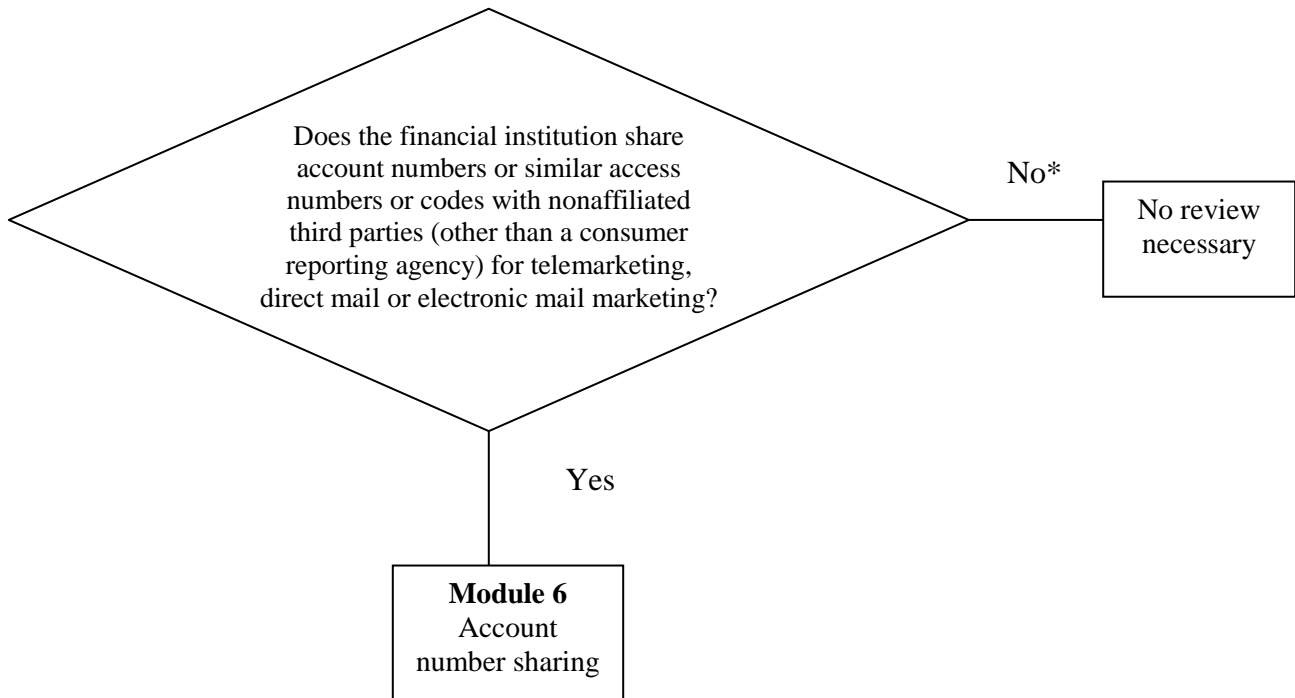 Does the financial institution share
account numbers or similar access
numbers or codes with nonaffiliated
third parties (other than a consumer
reporting agency) for telemarketing,
direct mail or electronic mail marketing?
No*
No review
necessary
Yes
Module 6
Account
number sharing